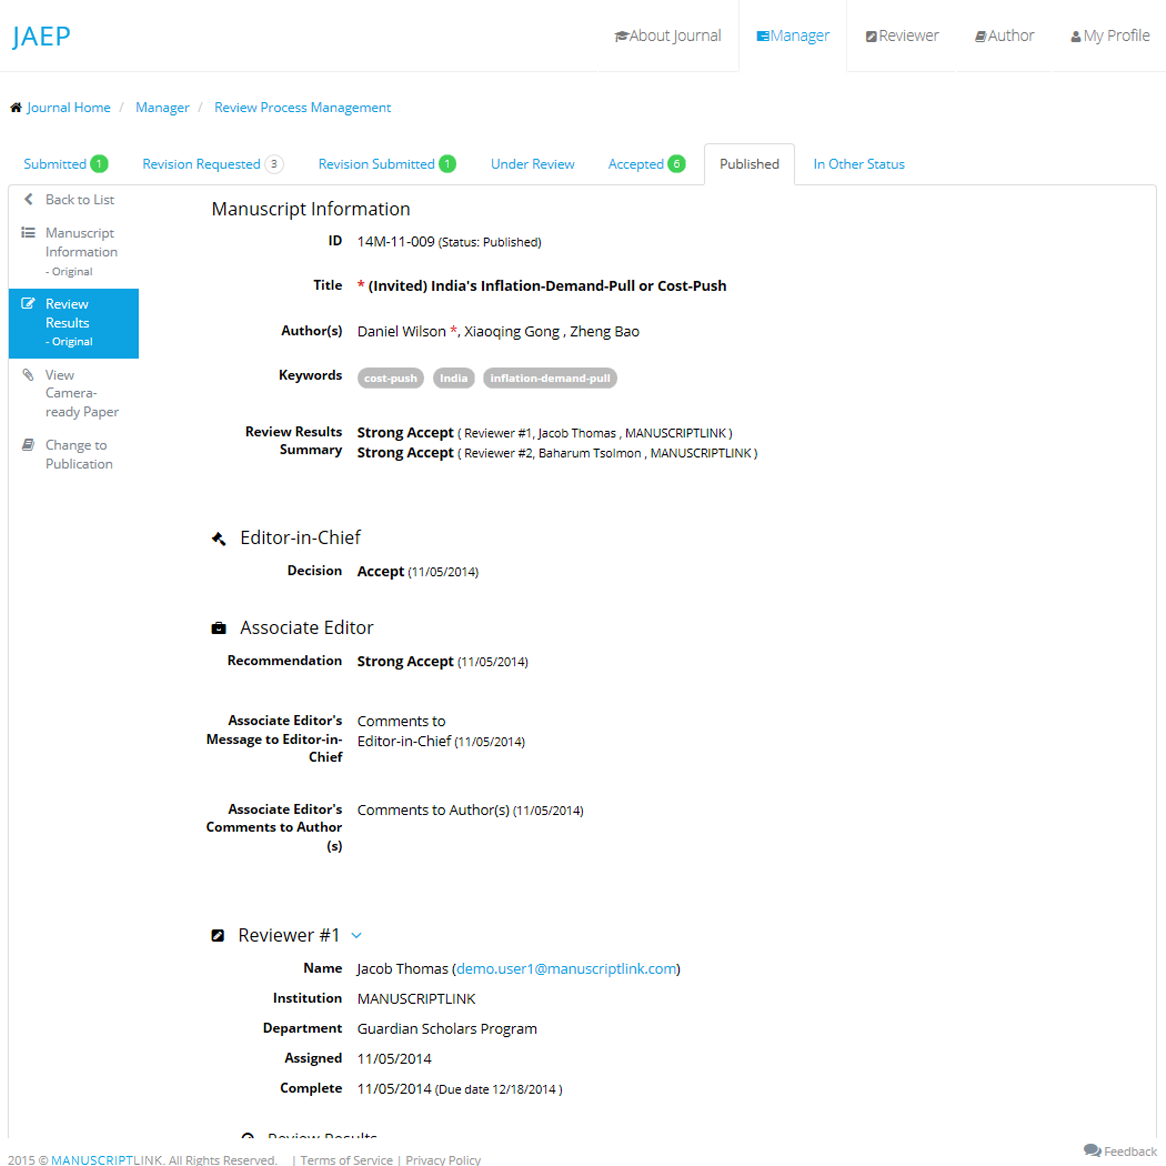 JAEP
About Journal
Manager
Reviewer
Author
My Profile
Journal Home / Manager / Review Process Management
Submitted 1
Revision Requested 3
Revision Submitted 1
Under Review
Accepted 6
Published
In Other Status
Back to List
Manuscript
Information
- Original
Review
Results
- Original
View
Camera-
ready Paper
Change to
Publication
Manuscript Information
ID 14M-11-009 (Status: Published)
Title * (Invited) India's Inflation-Demand-Pull or Cost-Push
Author(s) Daniel Wilson *, Xiaoqing Gong , Zheng Bao
Keywords cost-push India inflation-demand-pull
Review Results
Summary
Strong Accept ( Reviewer #1, Jacob Thomas , MANUSCRIPTLINK )
Strong Accept ( Reviewer #2, Baharum Tsolmon , MANUSCRIPTLINK )
Editor-in-Chief
Decision Accept (11/05/2014)
Associate Editor
Recommendation Strong Accept (11/05/2014)
Associate Editor's
Message to Editor-in-
Chief
Comments to
Editor-in-Chief (11/05/2014)
Associate Editor's
Comments to Author
(s)
Comments to Author(s) (11/05/2014)
Reviewer #1
Name Jacob Thomas (demo.user1@manuscriptlink.com)
Institution MANUSCRIPTLINK
Department Guardian Scholars Program
Assigned 11/05/2014
Complete 11/05/2014 (Due date 12/18/2014 )
Review Results
2015 © MANUSCRIPTLINK. All Rights Reserved. | Terms of Service | Privacy Policy
Feedback